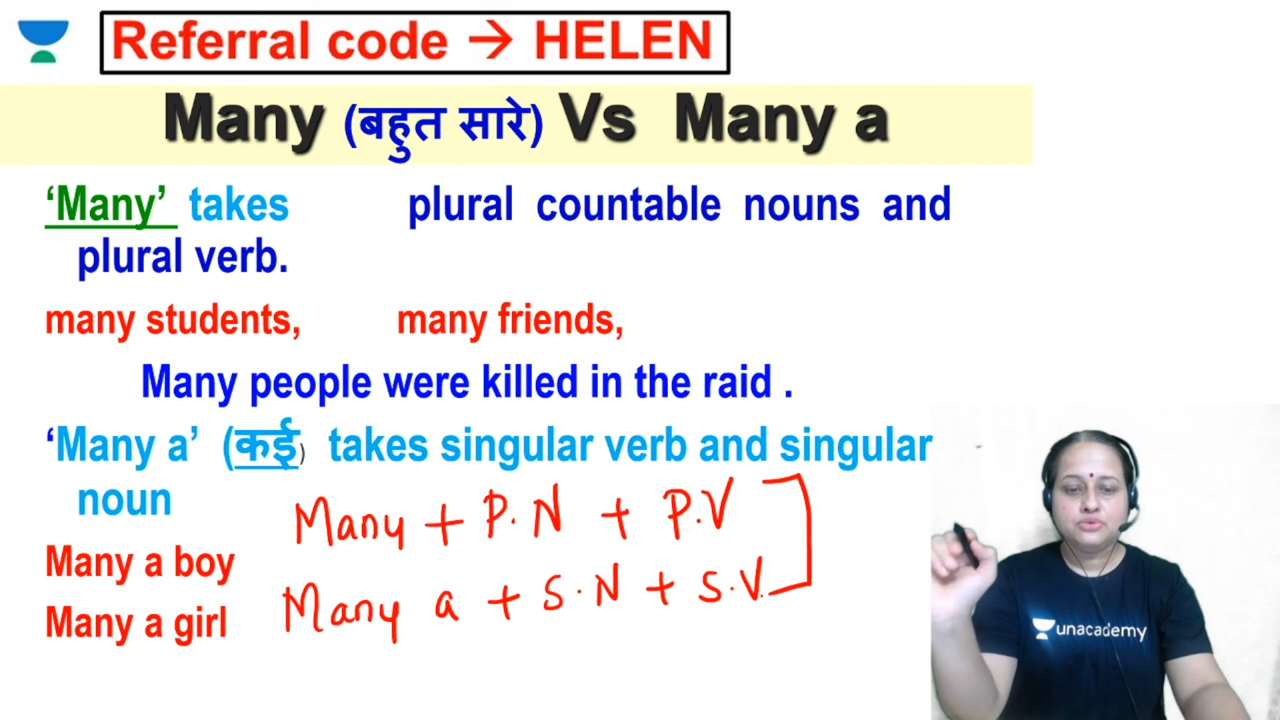 Referral code → HELEN
Many (बहुत सारे) Vs Many a
‘Many’ takes plural countable nouns and
plural verb.
many students, many friends,
Many people were killed in the raid .
‘Many a’ (कई) takes singular verb and singular
noun
Many + P. N + P.V
Many a boy
Many a + S. N + S.V.
Many a girl
unacademy